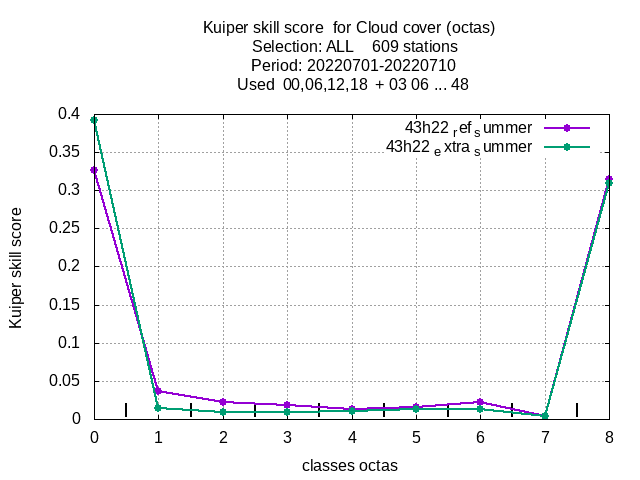 Kuiper skill score  for Cloud cover (octas)
Selection: ALL    609 stations
Period: 20220701-20220710
Used  00,06,12,18  + 03 06 ... 48
43h22 ref summer
43h22 extra summer
0.4
0.35
0.3
0.25
0.2
0.15
0.1
0.05
0
Kuiper skill score
0 1 2 3 4 5 6 7 8
classes octas